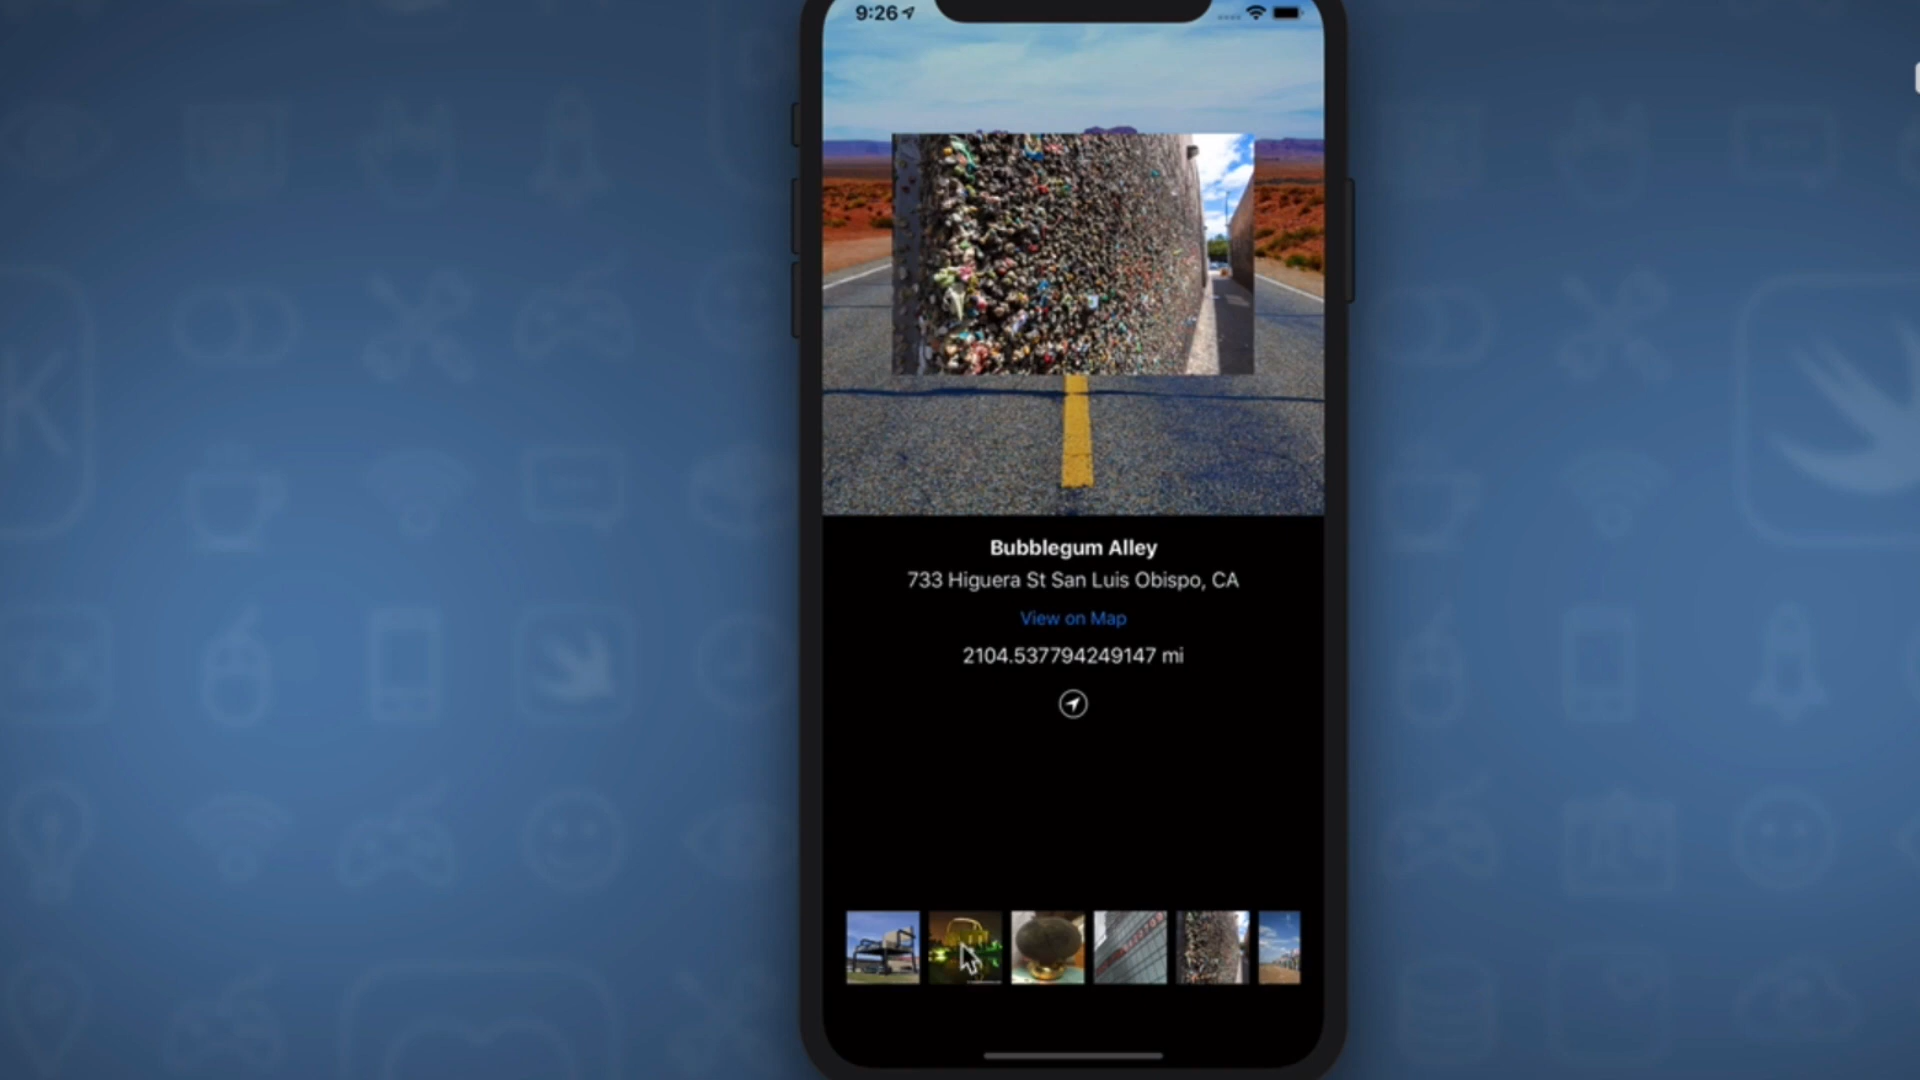 9:26
Bubblegum Alley
733 Higuera St San Luis Obispo, CA
View on Map
2104.537794249147 mi